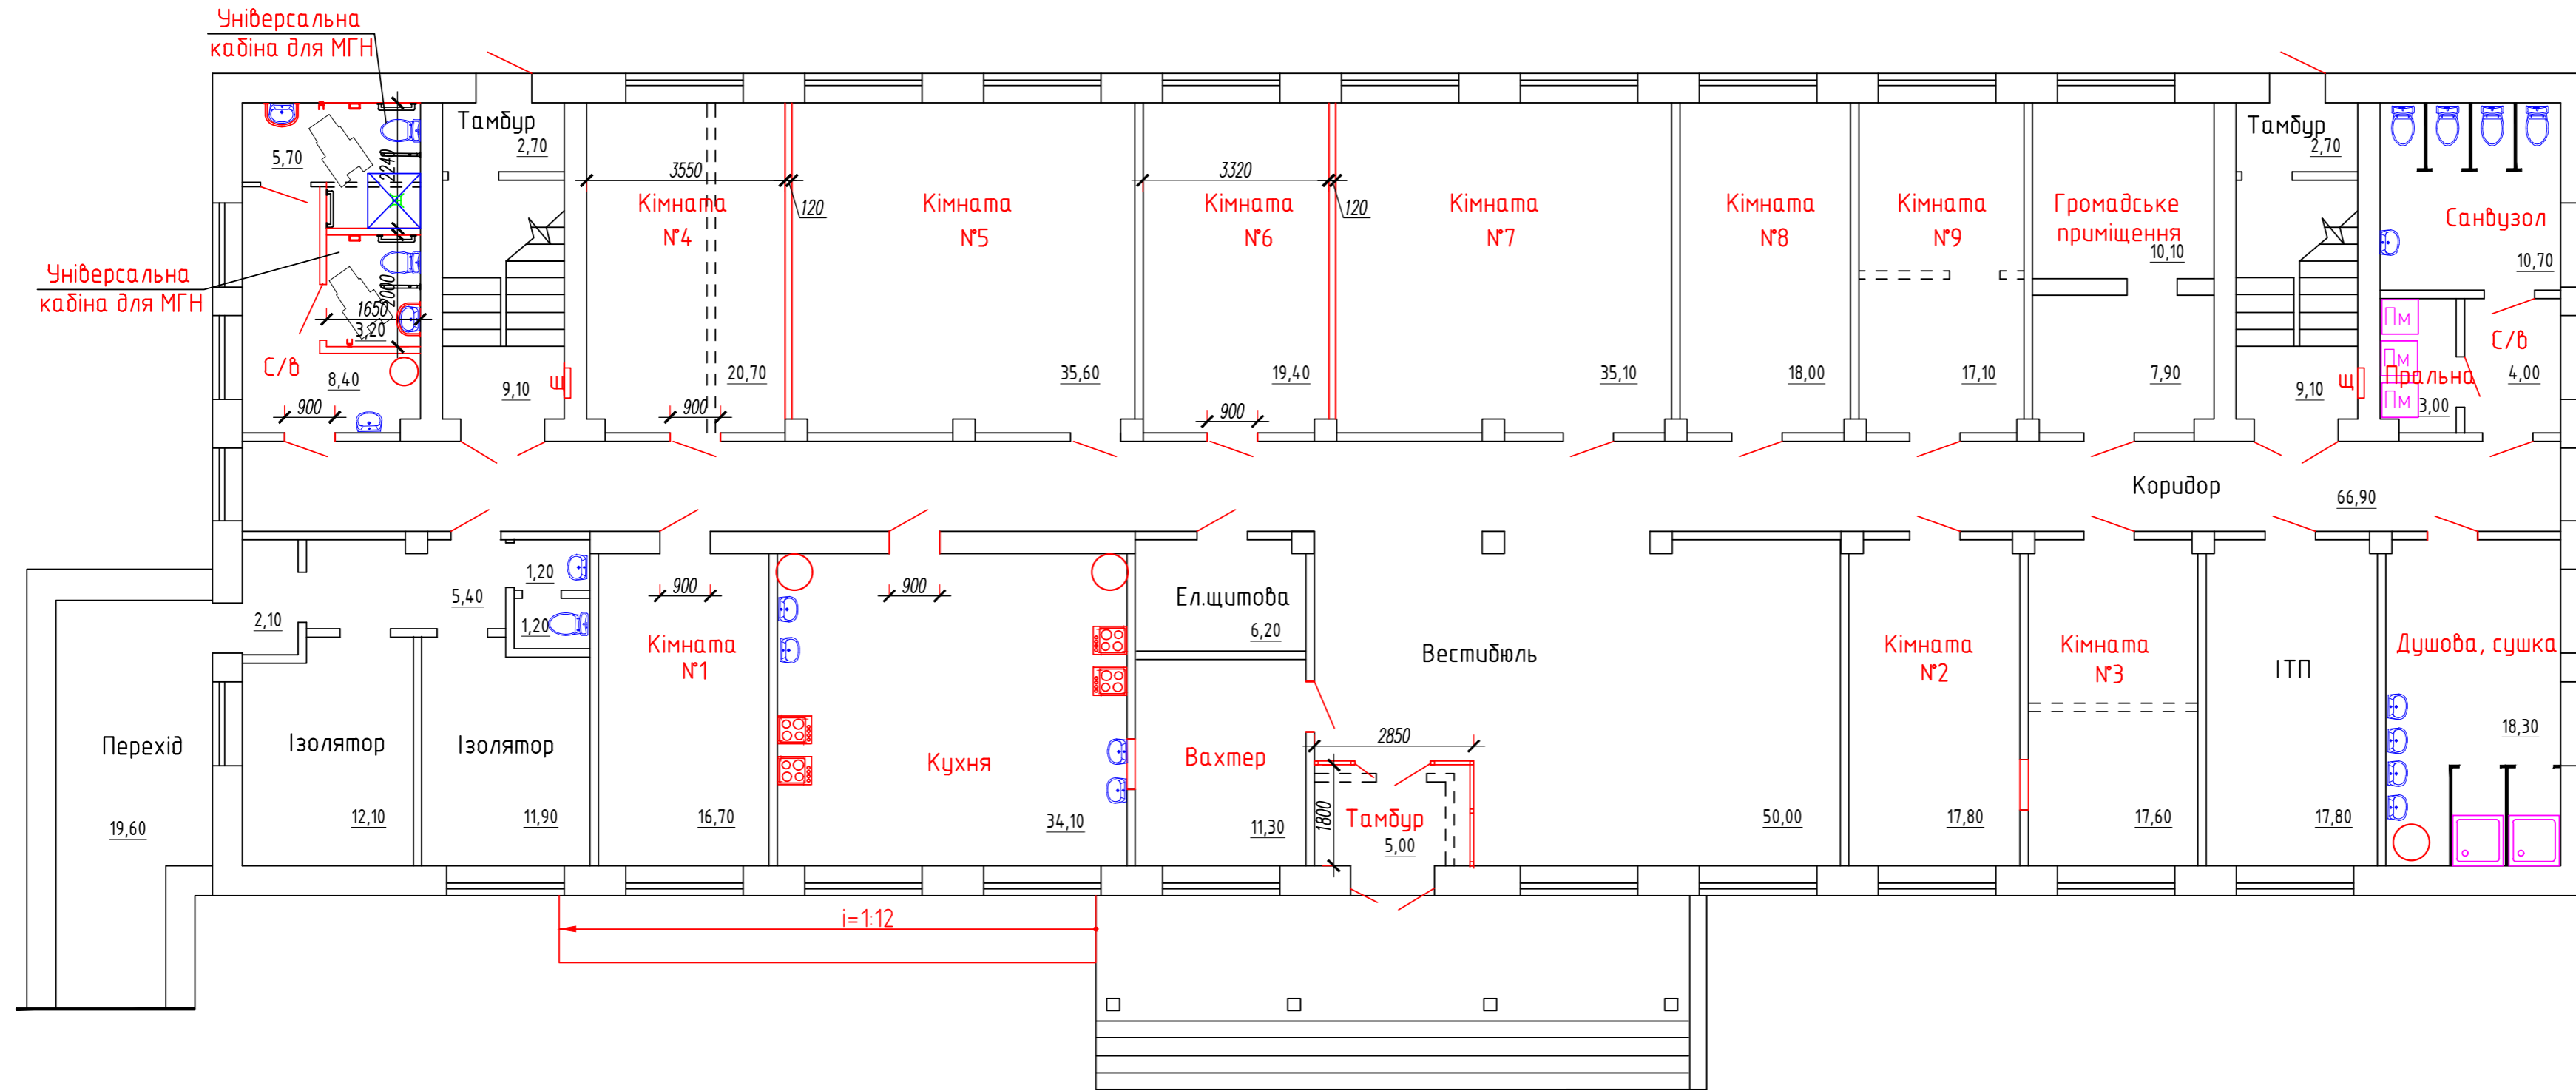 Універсальна
кабіна для МГН
5,70
2240
Тамбур
2,70
3550
120
Кімната
№4
20,70
900
Кімната
№5
35,60
3320
120
Кімната
№6
19,40
900
Кімната
№7
35,10
Кімната
№8
18,00
Кімната
№9
17,10
Громадське
приміщення
10,10
7,90
Тамбур
2,70
Санвузол
10,70
Універсальна
кабіна для МГН
2000
1650
3,20
С/в
8,40
900
9,10
Щ
9,10
Щ
Пм
Пм
Пм
Пральна
3,00
С/в
4,00
Коридор
66,90
1,20
5,40
1,20
2,10
900
Кімната
№1
16,70
900
Кухня
34,10
Ел.щитова
6,20
Вестибюль
50,00
Кімната
№2
17,80
Кімната
№3
17,60
ІТП
17,80
Душова, сушка
18,30
Перехід
19,60
Ізолятор
12,10
Ізолятор
11,90
Вахтер
11,30
2850
1800
Тамбур
5,00
i=1:12